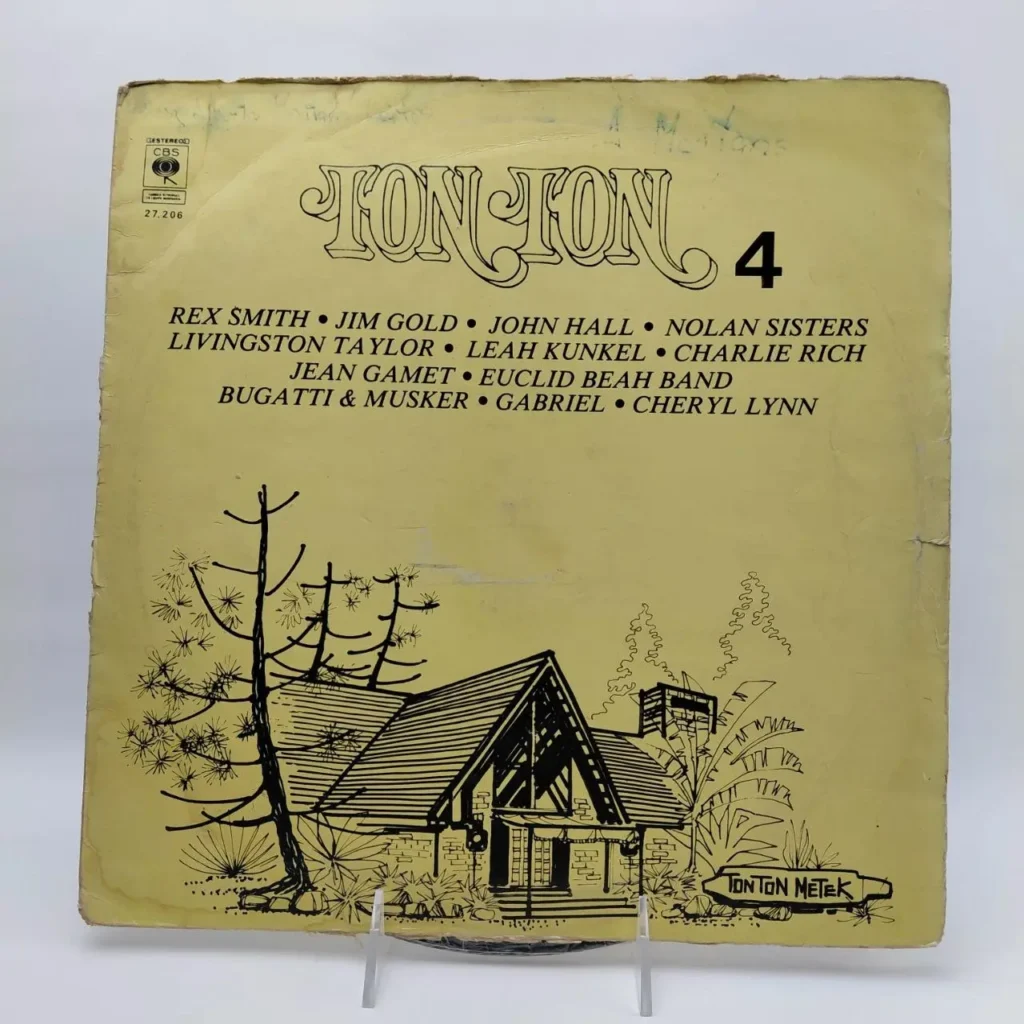 ESTEREO
CBS
27.206
TON TON 4
REX SMITH • JIM GOLD • JOHN HALL • NOLAN SISTERS
LIVINGSTON TAYLOR • LEAH KUNKEL • CHARLIE RICH
JEAN GAMET • EUCLID BEAH BAND
BUGATTI & MUSKER • GABRIEL • CHERYL LYNN
TON TON METEK